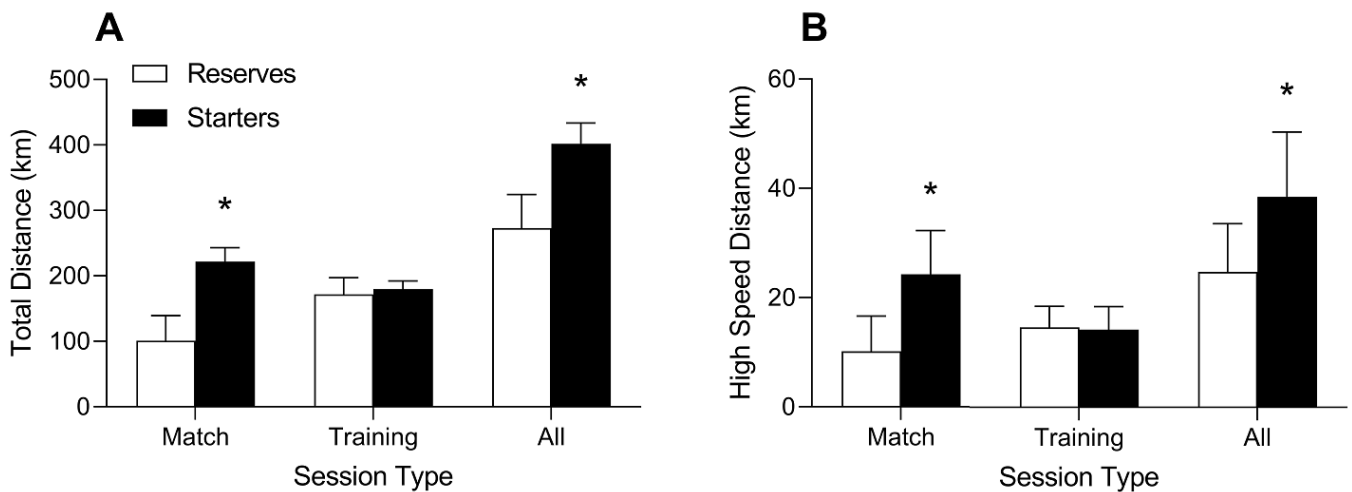 A
Total Distance (km)
500
400
300
200
100
0
Reserves
Starters
*
*
Match
Training
All
Session Type
B
High Speed Distance (km)
60
40
20
0
*
*
Match
Training
All
Session Type